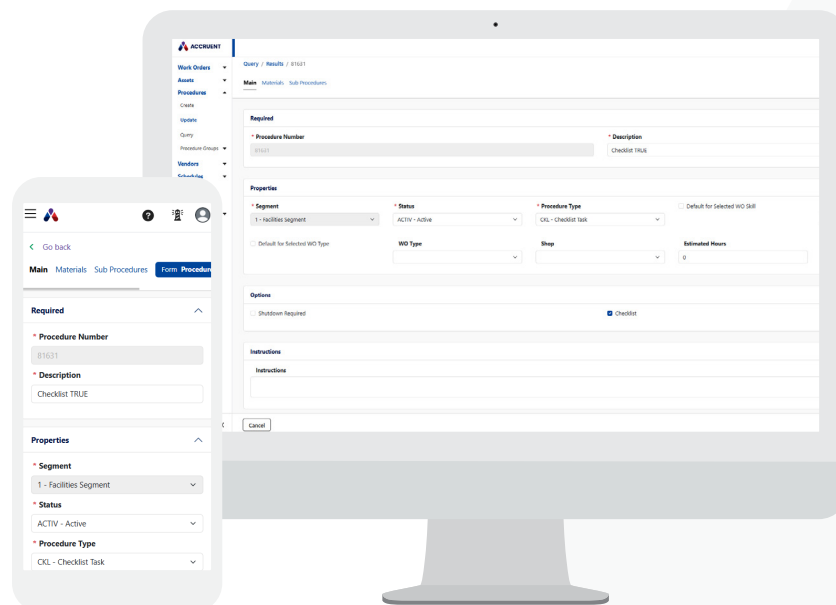 ACCRUENT
Work Orders
Assets
Procedures
Create
Update
Query
Procedure Groups
Vendors
Schedules
Query / Results / 81631
Main Materials Sub Procedures
Required
* Procedure Number * Description
81631 Checklist TRUE
Properties
* Segment * Status * Procedure Type Default for Selected WO Skill
1 - Facilities Segment ACTIV - Active CKL - Checklist Task
Default for Selected WO Type WO Type Shop Estimated Hours
0
Options
Shutdown Required Checklist
Instructions
Instructions
Cancel
Go back
Main Materials Sub Procedures Form Procedur
Required
* Procedure Number
81631
* Description
Checklist TRUE
Properties
* Segment
1 - Facilities Segment
* Status
ACTIV - Active
* Procedure Type
CKL - Checklist Task